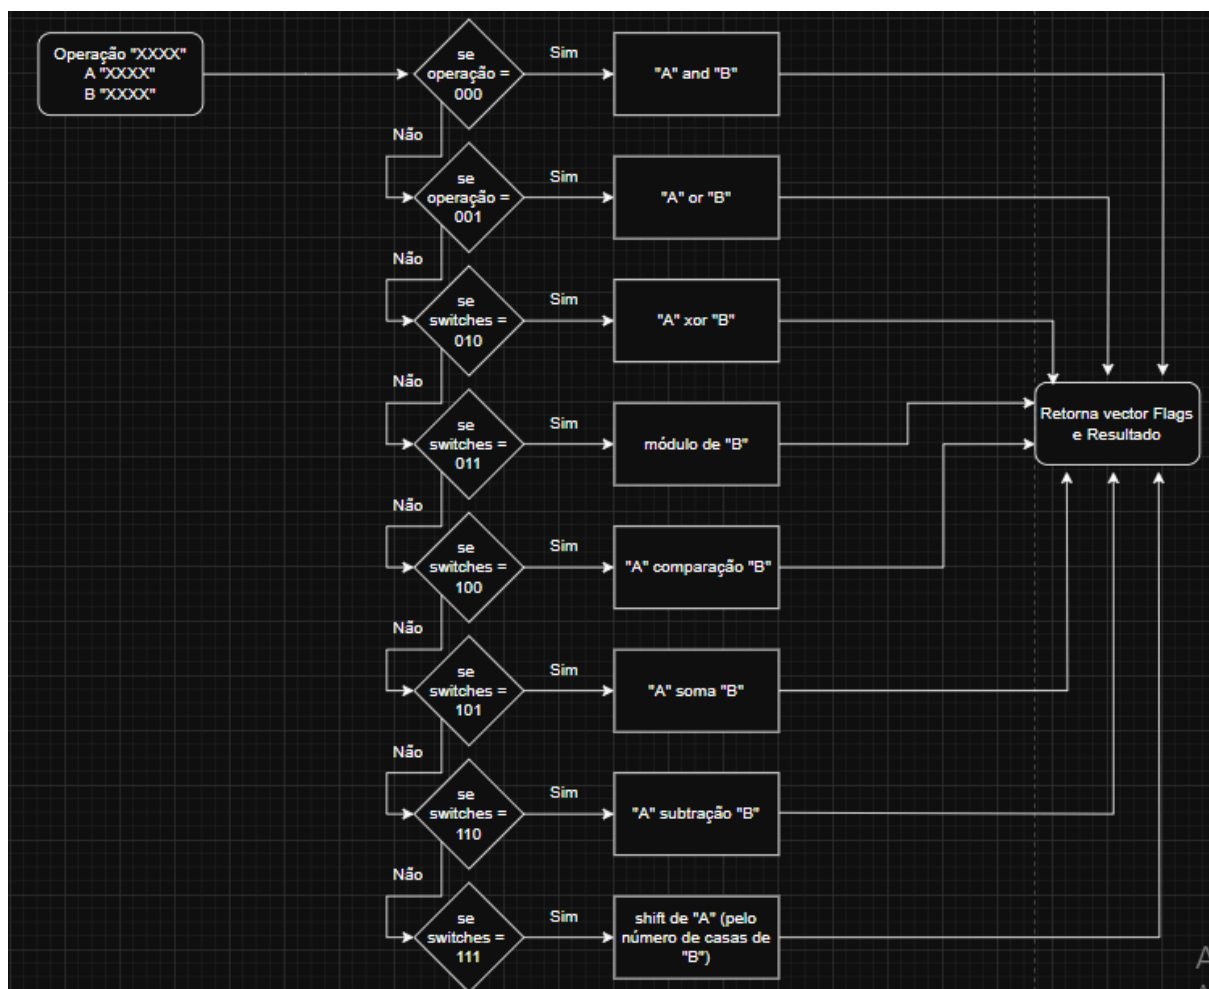 Operação "XXXX"
A "XXXX"
B "XXXX"
se
operação =
000
Sim
"A" and "B"
Não
se
operação =
001
Sim
"A" or "B"
Não
se
switches =
010
Sim
"A" xor "B"
Não
se
switches =
011
Sim
módulo de "B"
Não
se
switches =
100
Sim
"A" comparação "B"
Não
se
switches =
101
Sim
"A" soma "B"
Não
se
switches =
110
Sim
"A" subtração "B"
Não
se
switches =
111
Sim
shift de "A" (pelo
número de casas de
"B")
Retorna vector Flags
e Resultado